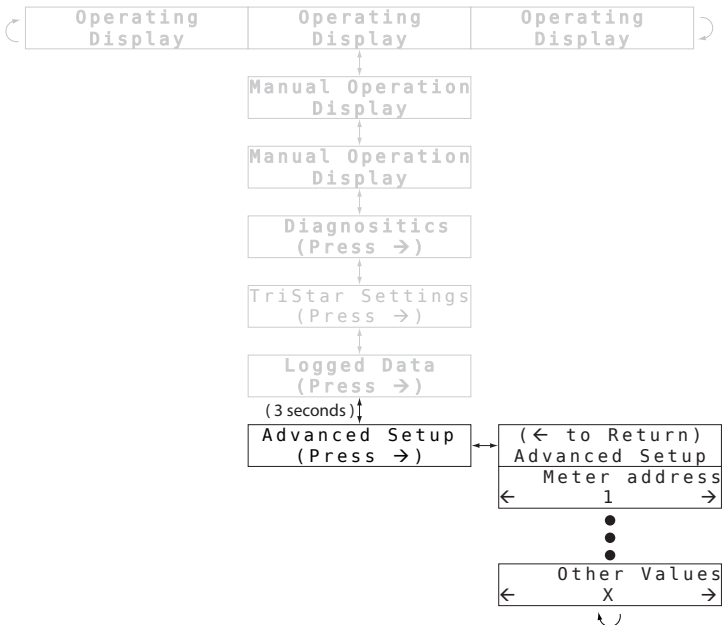 Operating Operating Operating
Display Display Display
Manual Operation
Display
Manual Operation
Display
Diagnositics
(Press →)
TriStar Settings
(Press →)
Logged Data
(Press →)
(3 seconds)
Advanced Setup
(Press →)
(← to Return)
Advanced Setup
Meter address
← 1 →
Other Values
← X →